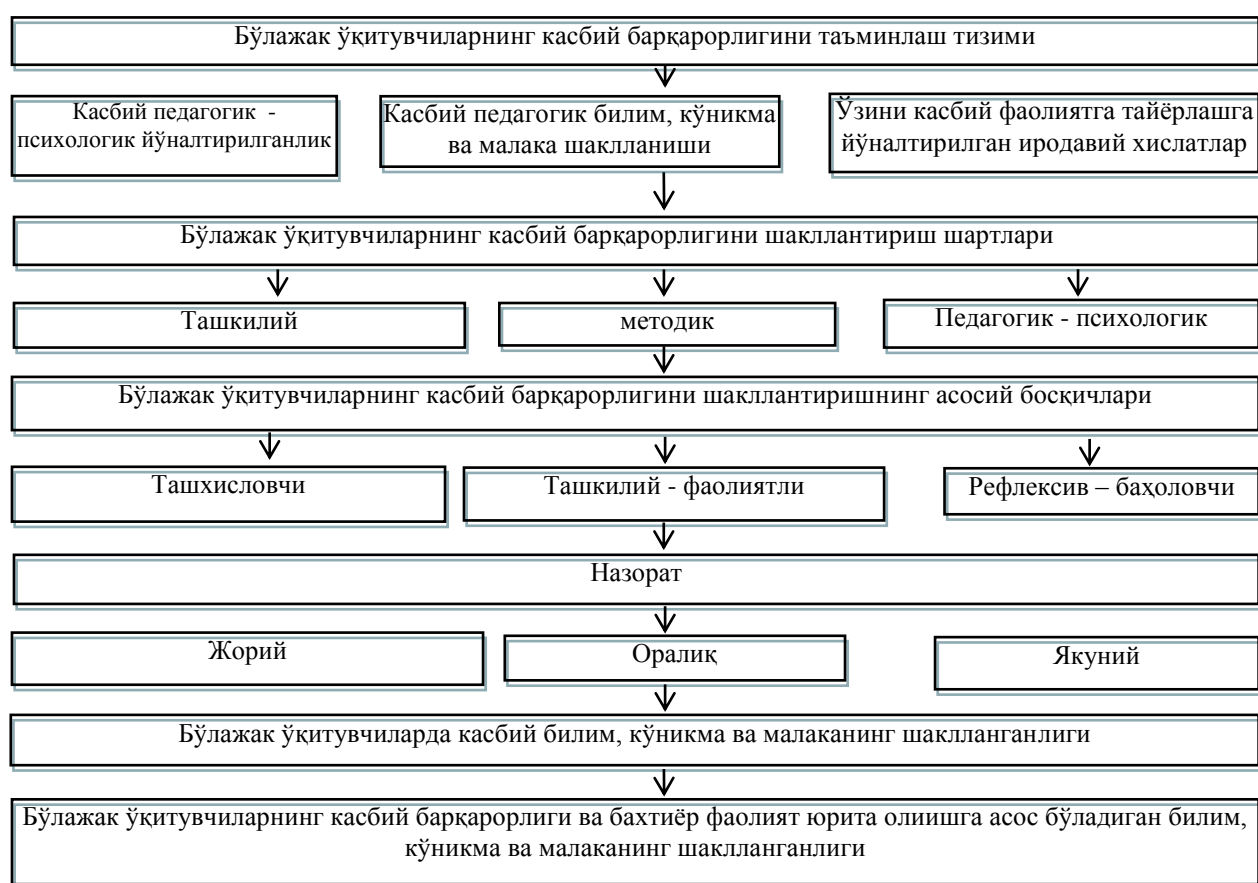 Бўлажак ўқитувчиларнинг касбий барқарорлигини таъминлаш тизими
Касбий педагогик -
психологик йўналтирилганлик
Касбий педагогик билим, кўникма
ва малака шаклланиши
Ўзини касбий фаолиятга тайёрлашга
йўналтирилган иродавий хислатлар
Бўлажак ўқитувчиларнинг касбий барқарорлигини шакллантириш шартлари
Ташкилий
методик
Педагогик - психологик
Бўлажак ўқитувчиларнинг касбий барқарорлигини шакллантиришнинг асосий босқичлари
Ташхисловчи
Ташкилий - фаолиятли
Рефлексив – баҳоловчи
Назорат
Жорий
Оралиқ
Якуний
Бўлажак ўқитувчиларда касбий билим, кўникма ва малаканинг шаклланганлиги
Бўлажак ўқитувчиларнинг касбий барқарорлиги ва бахтиёр фаолият юрита олиишга асос бўладиган билим,
кўникма ва малаканинг шаклланганлиги